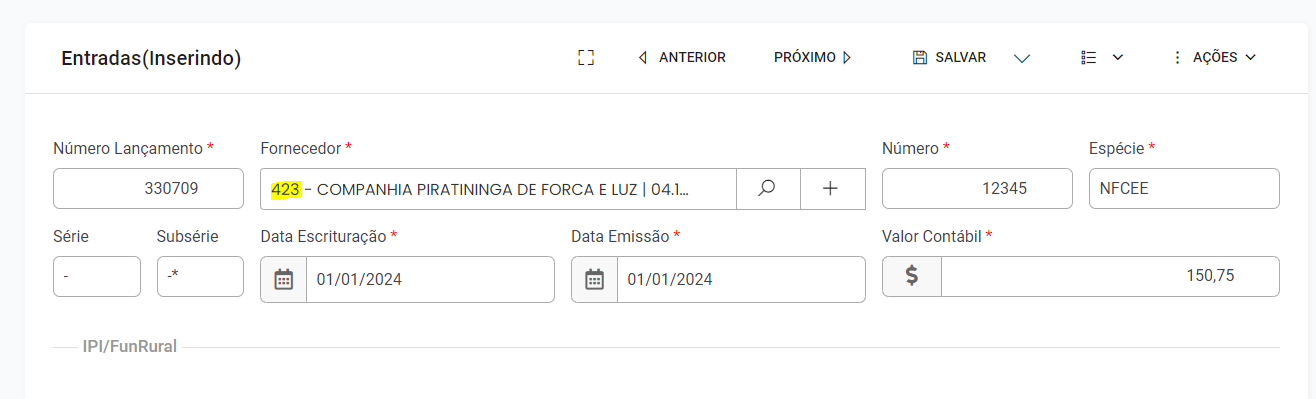 Entradas(Inserindo) ANTERIOR PRÓXIMO SALVAR AÇÕES
Número Lançamento * Fornecedor * Número * Espécie *
330709 423 - COMPANHIA PIRATININGA DE FORCA E LUZ | 04.1... 12345 NFCEE
Série Subsérie Data Escrituração * Data Emissão * Valor Contábil *
- -* 01/01/2024 01/01/2024 $ 150,75
IPI/FunRural